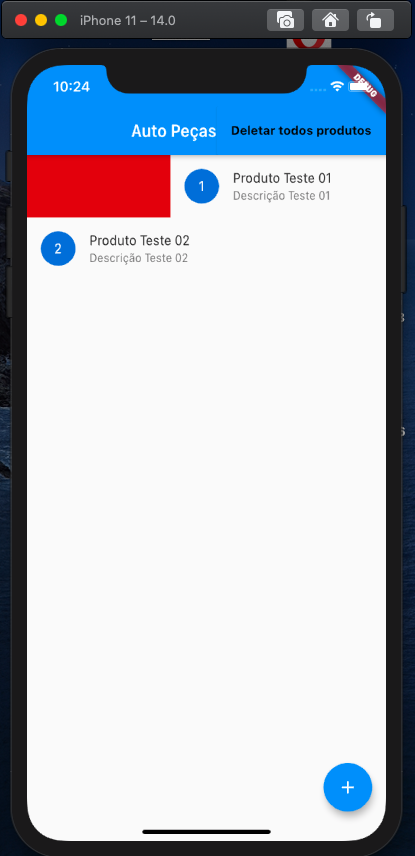 iPhone 11 – 14.0
10:24
DEBUG
Auto Peças
Deletar todos produtos
1
Produto Teste 01
Descrição Teste 01
2
Produto Teste 02
Descrição Teste 02
+